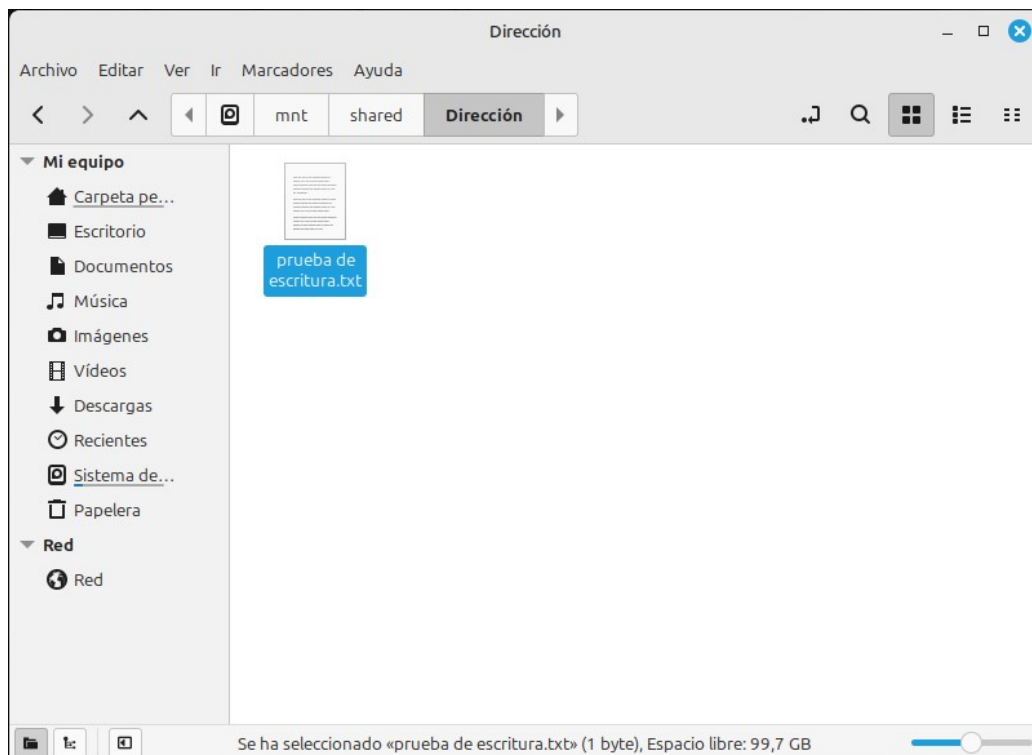 Dirección
Archivo Editar Ver Ir Marcadores Ayuda
mnt shared Dirección
Mi equipo
Carpeta pe...
Escritorio
Documentos
Música
Imágenes
Vídeos
Descargas
Recientes
Sistema de...
Papelera
Red
Red
prueba de
escritura.txt
Se ha seleccionado «prueba de escritura.txt» (1 byte), Espacio libre: 99,7 GB